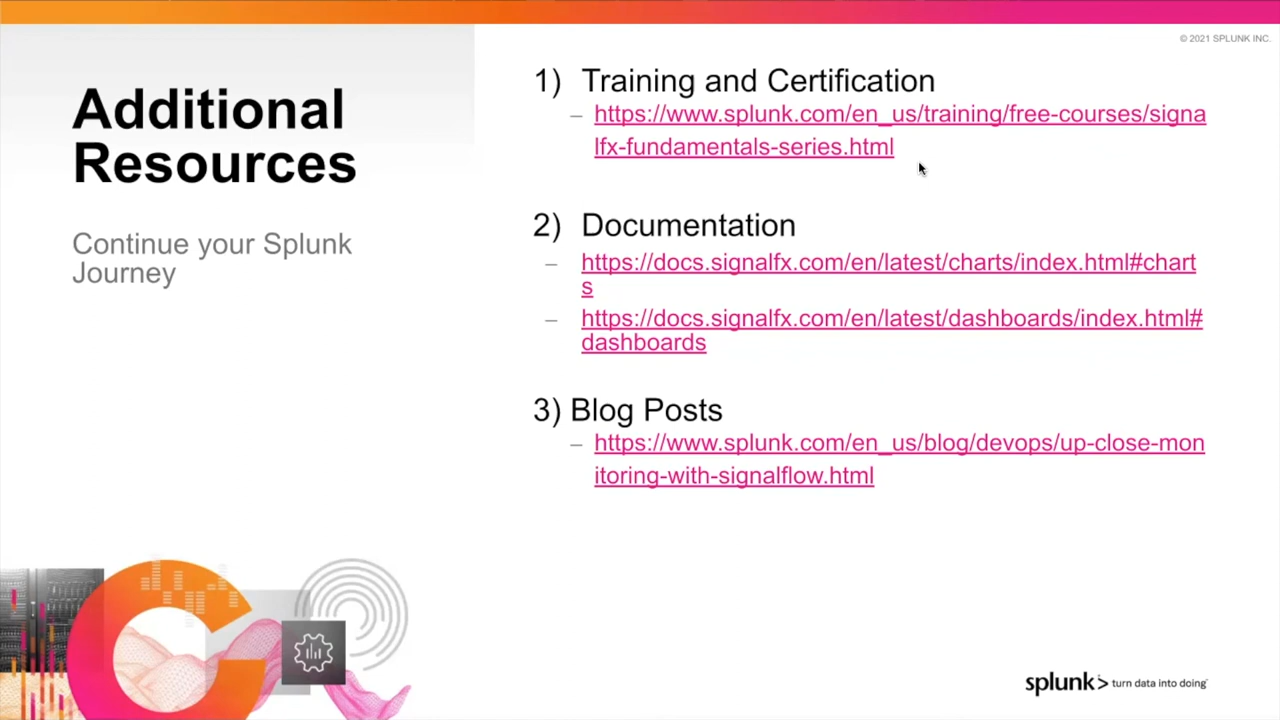 © 2021 SPLUNK INC.
Additional
Resources
Continue your Splunk
Journey
1) Training and Certification
– https://www.splunk.com/en_us/training/free-courses/signa
lfx-fundamentals-series.html
2) Documentation
– https://docs.signalfx.com/en/latest/charts/index.html#chart
s
– https://docs.signalfx.com/en/latest/dashboards/index.html#
dashboards
3) Blog Posts
– https://www.splunk.com/en_us/blog/devops/up-close-mon
itoring-with-signalflow.html
splunk> turn data into doing